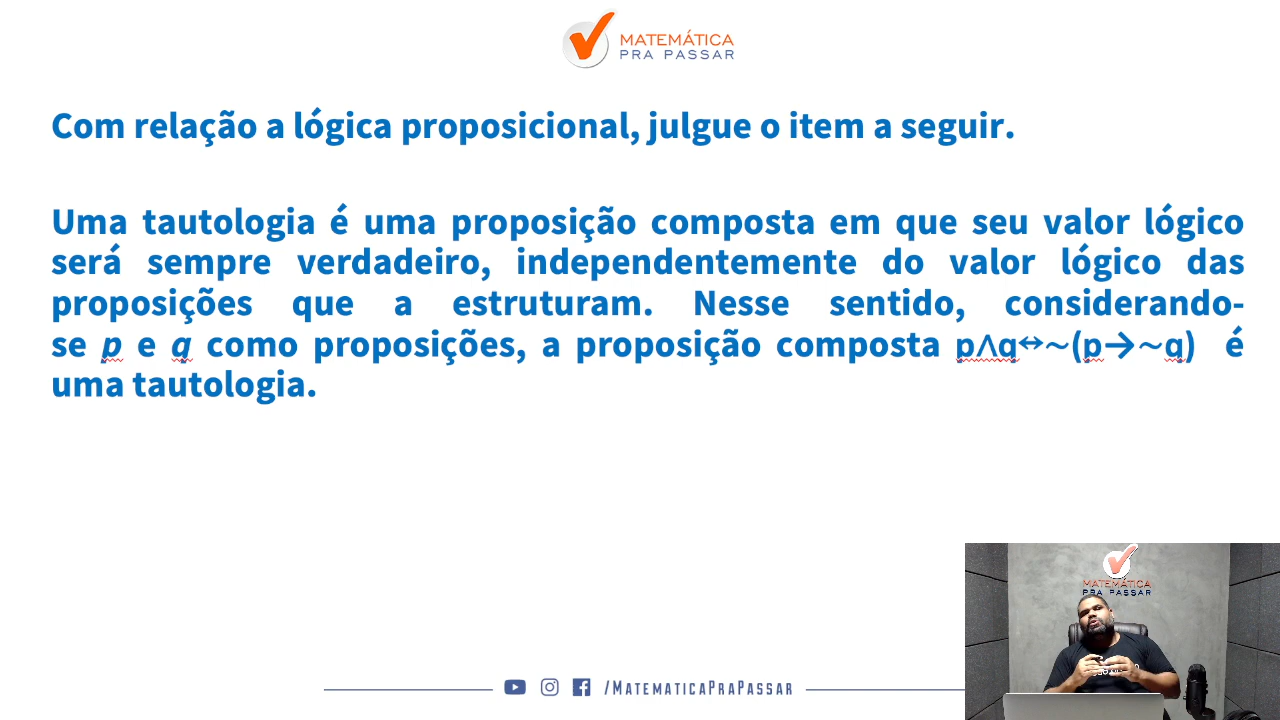 MATEMÁTICA
PRA PASSAR
Com relação a lógica proposicional, julgue o item a seguir.
Uma tautologia é uma proposição composta em que seu valor lógico
será sempre verdadeiro, independentemente do valor lógico das
proposições que a estruturam. Nesse sentido, considerando-
se p e q como proposições, a proposição composta p∧q↔~(p→~q) é
uma tautologia.
MATEMÁTICA
PRA PASSAR
/MATEMATICAPRAPASSAR